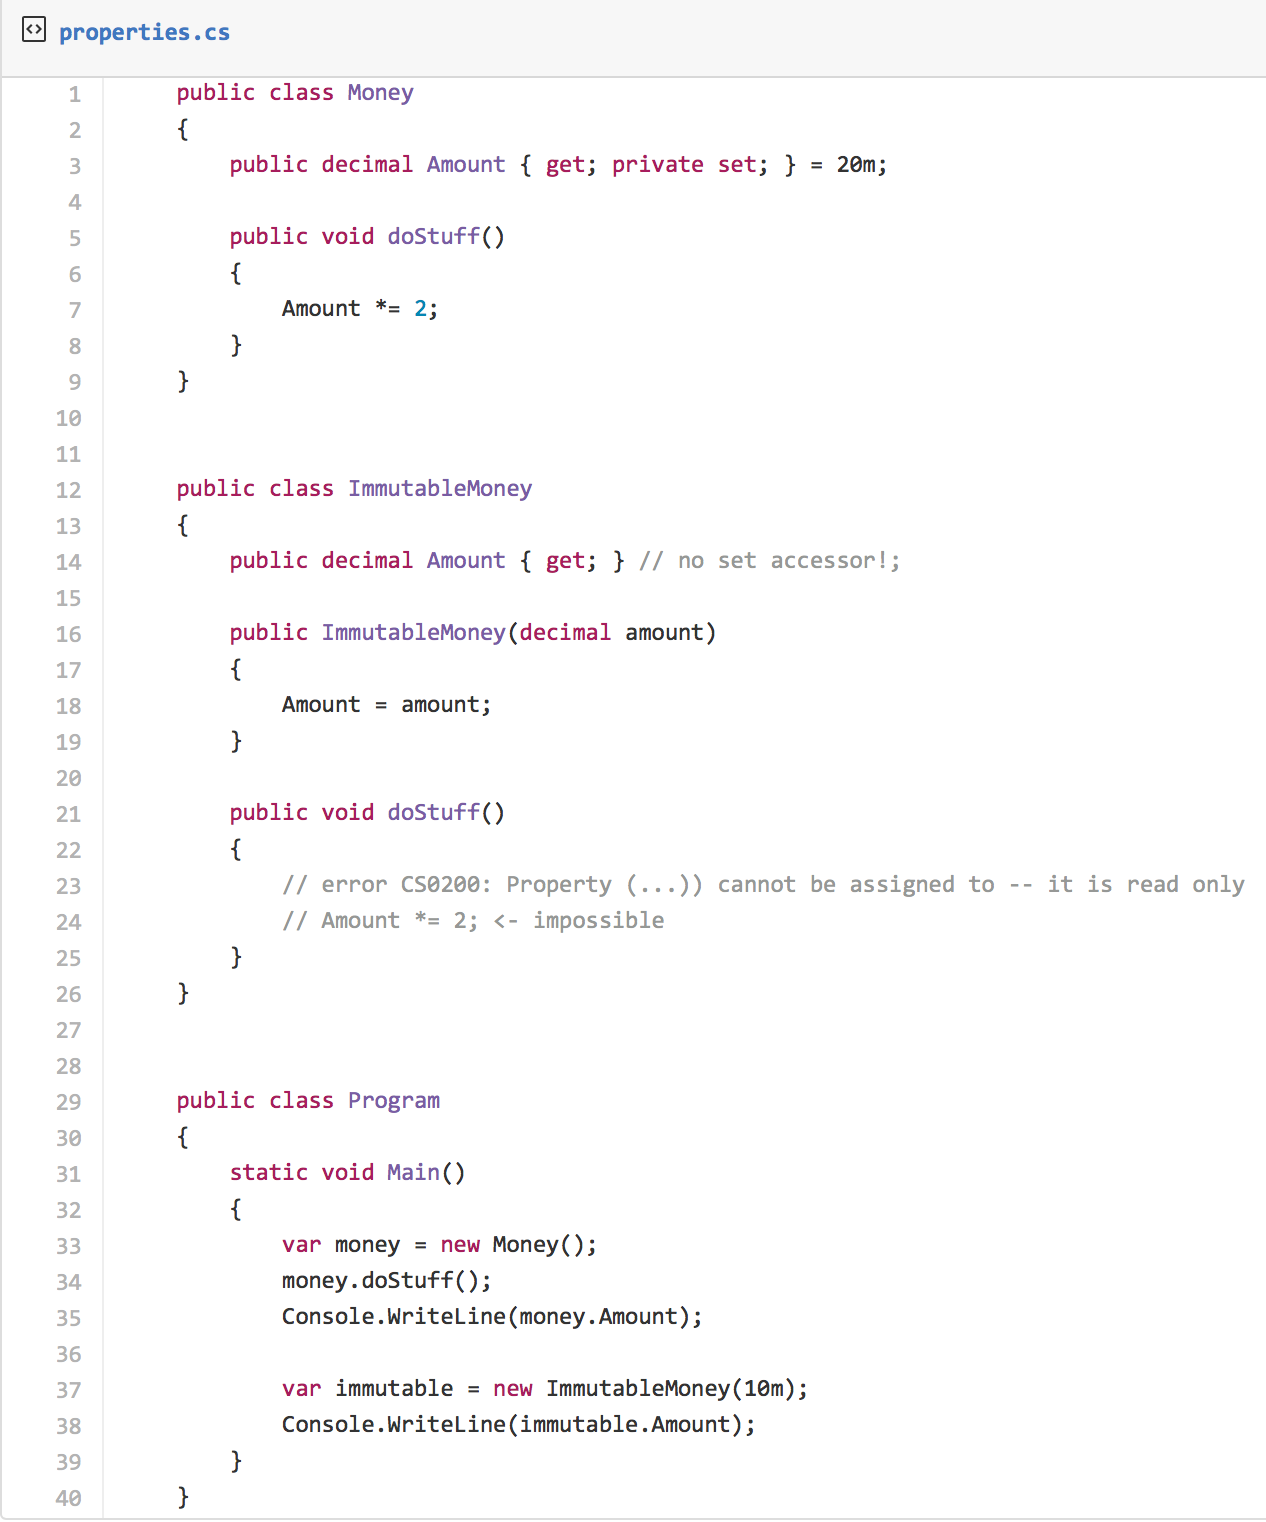 properties.cs
1 public class Money
2 {
3 public decimal Amount { get; private set; } = 20m;
4
5 public void doStuff()
6 {
7 Amount *= 2;
8 }
9 }
10
11
12 public class ImmutableMoney
13 {
14 public decimal Amount { get; } // no set accessor!;
15
16 public ImmutableMoney(decimal amount)
17 {
18 Amount = amount;
19 }
20
21 public void doStuff()
22 {
23 // error CS0200: Property (...)) cannot be assigned to -- it is read only
24 // Amount *= 2; <- impossible
25 }
26 }
27
28
29 public class Program
30 {
31 static void Main()
32 {
33 var money = new Money();
34 money.doStuff();
35 Console.WriteLine(money.Amount);
36
37 var immutable = new ImmutableMoney(10m);
38 Console.WriteLine(immutable.Amount);
39 }
40 }